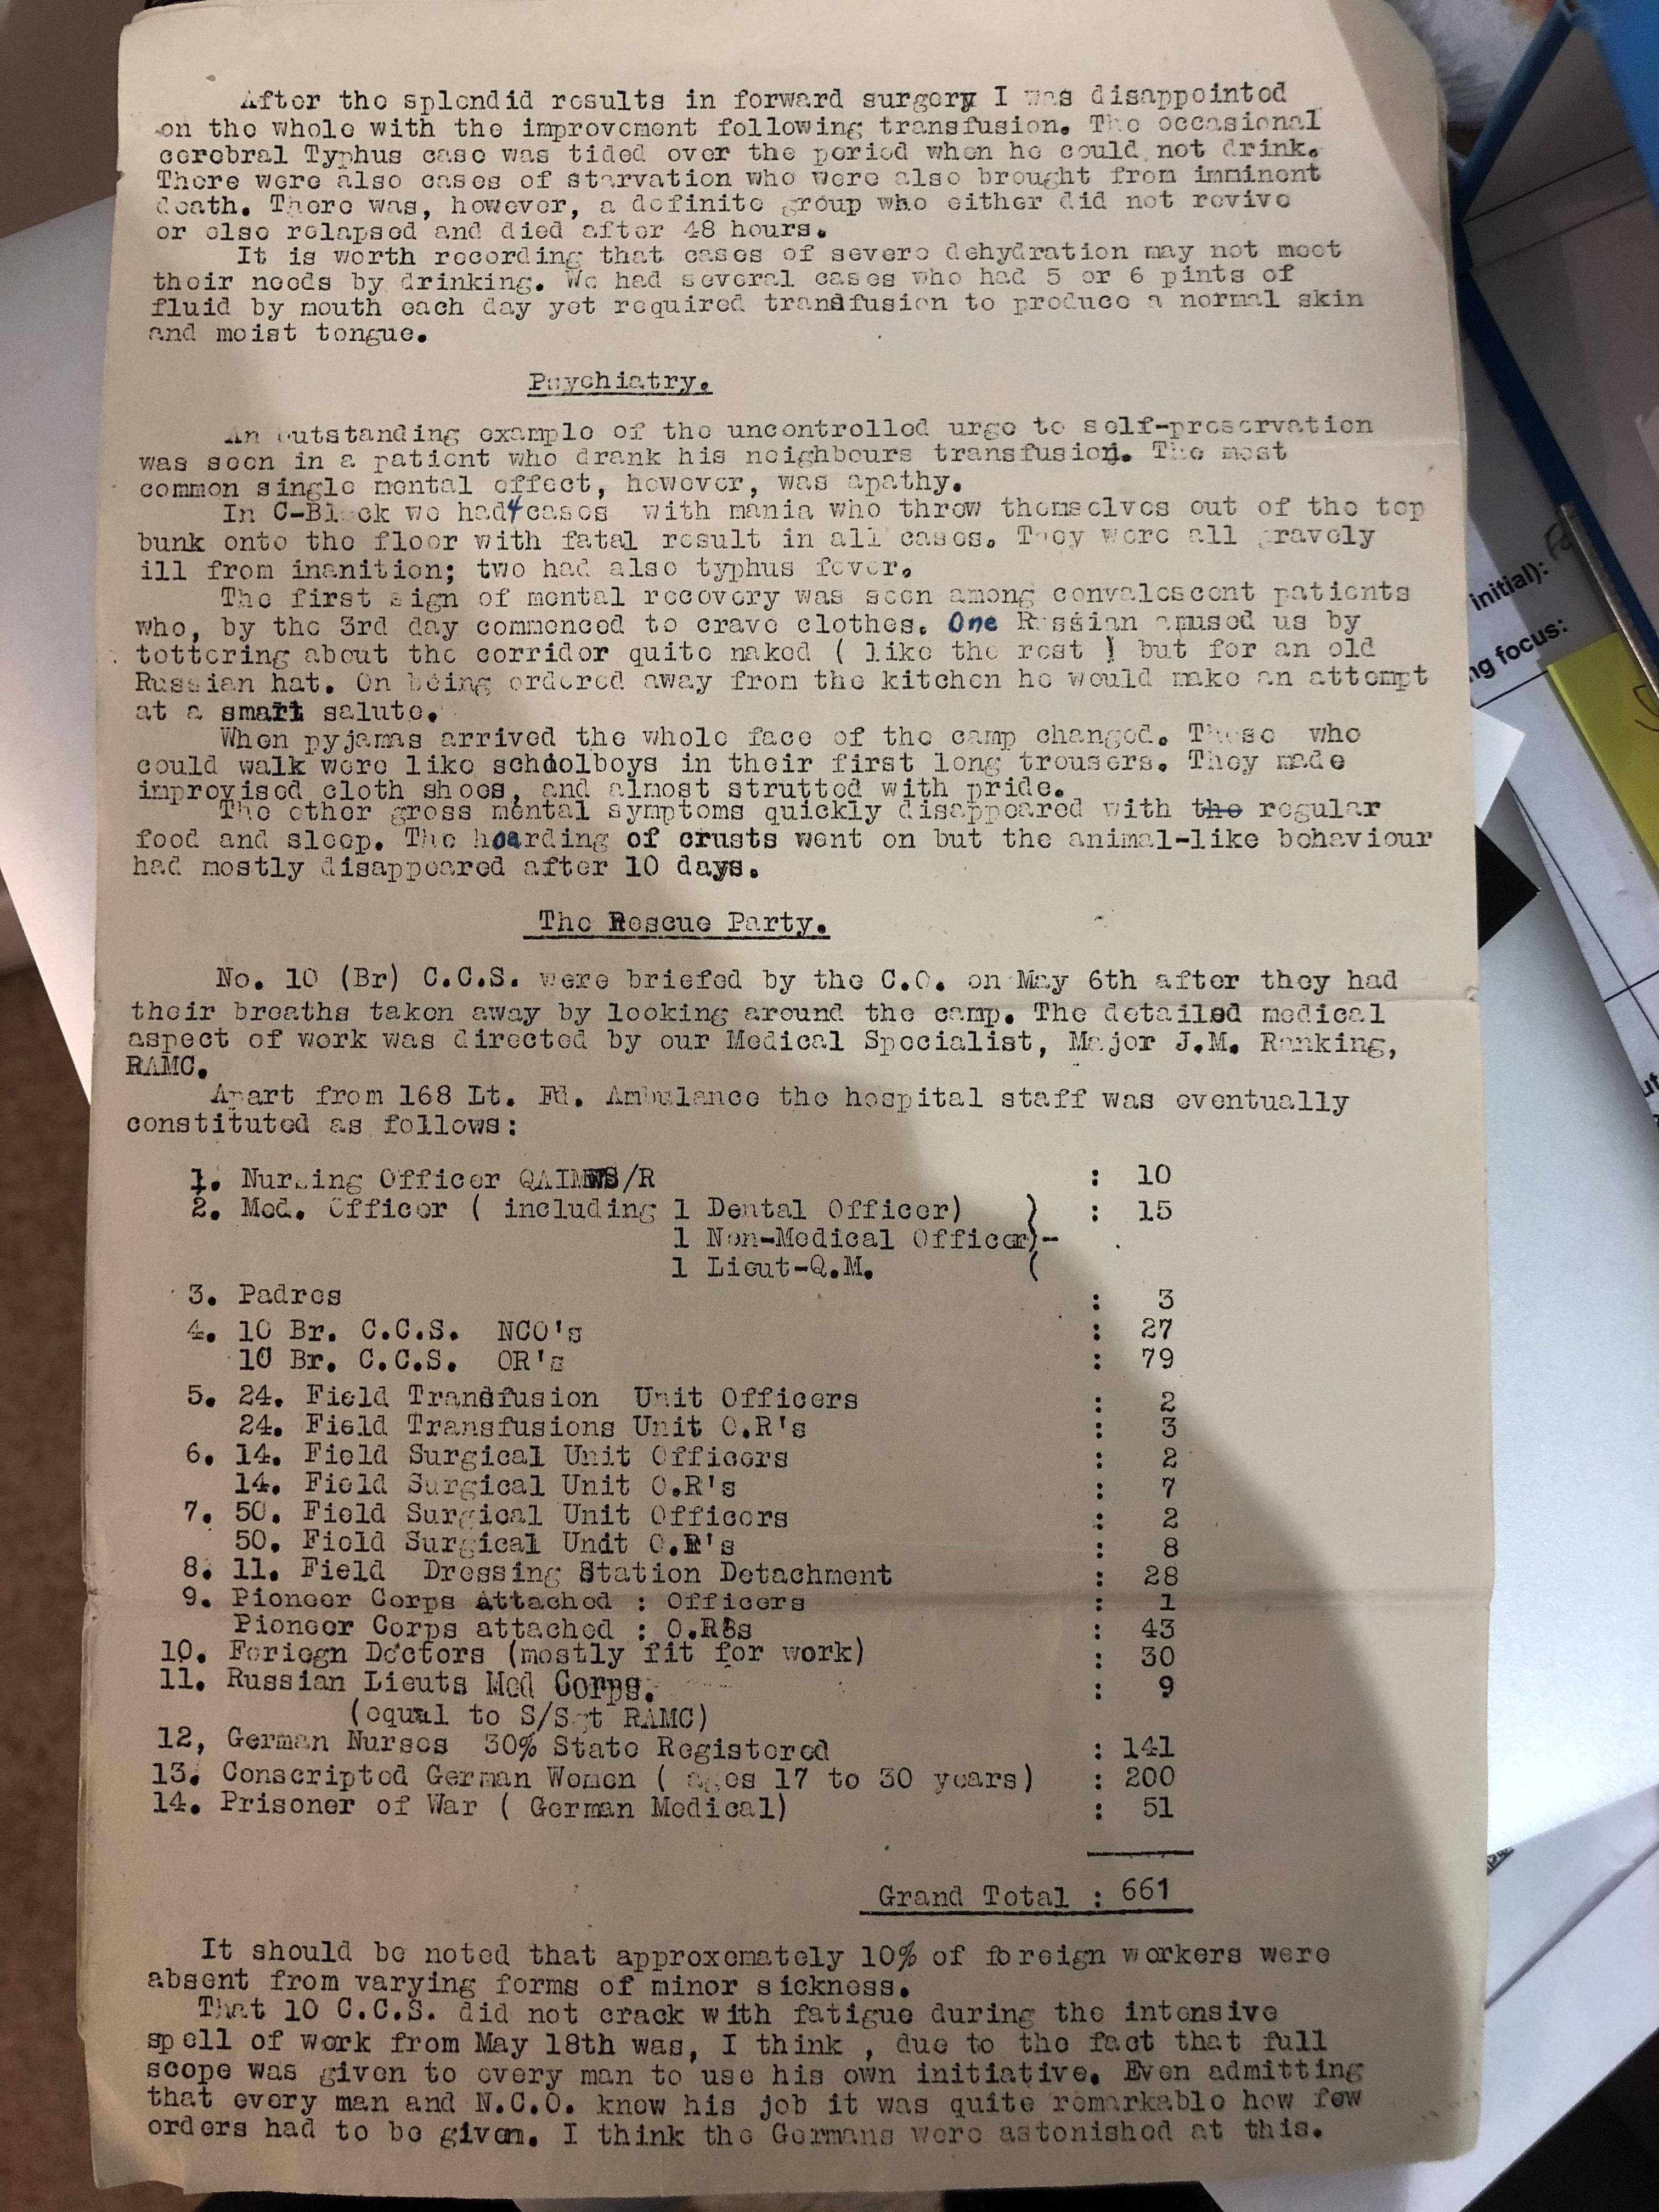 After the splendid results in forward surgery I was disappointed
on the whole with the improvement following transfusion. The occasional
cerebral Typhus case was tided over the period when he could not drink.
There were also cases of starvation who were also brought from imminent
death. There was, however, a definite group who either did not revive
or else relapsed and died after 48 hours.
It is worth recording that cases of severe dehydration may not meet
their needs by drinking. We had several cases who had 5 or 6 pints of
fluid by mouth each day yet required transfusion to produce a normal skin
and moist tongue.
Psychiatry.
An outstanding example of the uncontrolled urge to self-preservation
was seen in a patient who drank his neighbours transfusion. The most
common single mental effect, however, was apathy.
In C-Block we had 4 cases with mania who threw themselves out of the top
bunk onto the floor with fatal result in all cases. They were all gravely
ill from inanition; two had also typhus fever.
The first sign of mental recovery was seen among convalescent patients
who, by the 3rd day commenced to crave clothes. One Russian amused us by
tottering about the corridor quite naked ( like the rest ) but for an old
Russian hat. On being ordered away from the kitchen he would make an attempt
at a smart salute.
When pyjamas arrived the whole face of the camp changed. Those who
could walk were like schoolboys in their first long trousers. They made
improvised cloth shoes, and almost strutted with pride.
The other gross mental symptoms quickly disappeared with the regular
food and sleep. The hoarding of crusts went on but the animal-like behaviour
had mostly disappeared after 10 days.
The Rescue Party.
No. 10 (Br) C.C.S. were briefed by the C.O. on May 6th after they had
their breaths taken away by looking around the camp. The detailed medical
aspect of work was directed by our Medical Specialist, Major J.M. Ranking,
RAMC.
Apart from 168 Lt. Fd. Ambulance the hospital staff was eventually
constituted as follows:
1. Nursing Officer QAIMNS/R : 10
2. Med. Officer ( including 1 Dental Officer) ) : 15
1 Non-Medical Officer)-
1 Lieut-Q.M. (
3. Padres : 3
4. 10 Br. C.C.S. NCO's : 27
10 Br. C.C.S. OR's : 79
5. 24. Field Transfusion Unit Officers : 2
24. Field Transfusions Unit O.R's : 3
6. 14. Field Surgical Unit Officers : 2
14. Field Surgical Unit O.R's : 7
7. 50. Field Surgical Unit Officers : 2
50. Field Surgical Unit O.R's : 8
8. 11. Field Dressing Station Detachment : 28
9. Pioneer Corps Attached : Officers : 1
Pioneer Corps attached : O.R's : 43
10. Foriegn Doctors (mostly fit for work) : 30
11. Russian Lieuts Med Corps. : 9
(equal to S/Sgt RAMC)
12, German Nurses 30% State Registered : 141
13. Conscripted German Women ( ages 17 to 30 years) : 200
14. Prisoner of War ( German Medical) : 51
Grand Total : 661
It should be noted that approxemately 10% of foreign workers were
absent from varying forms of minor sickness.
That 10 C.C.S. did not crack with fatigue during the intensive
spell of work from May 18th was, I think , due to the fact that full
scope was given to every man to use his own initiative. Even admitting
that every man and N.C.O. knew his job it was quite remarkable how few
orders had to be given. I think the Germans were astonished at this.
initial):
ng focus: